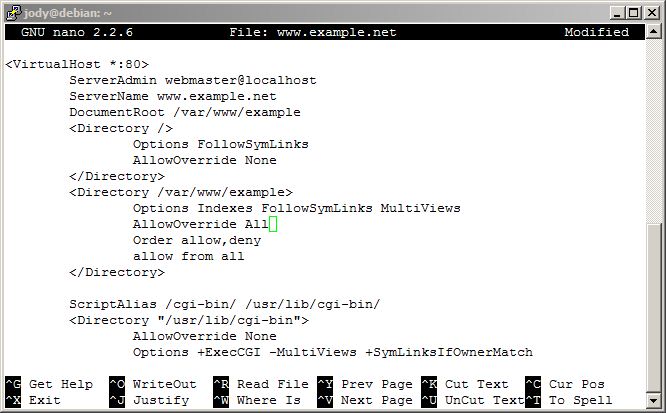 jody@debian: ~
GNU nano 2.2.6 File: www.example.net Modified
<VirtualHost *:80>
ServerAdmin webmaster@localhost
ServerName www.example.net
DocumentRoot /var/www/example
<Directory />
Options FollowSymLinks
AllowOverride None
</Directory>
<Directory /var/www/example>
Options Indexes FollowSymLinks MultiViews
AllowOverride All
Order allow,deny
allow from all
</Directory>
ScriptAlias /cgi-bin/ /usr/lib/cgi-bin/
<Directory "/usr/lib/cgi-bin">
AllowOverride None
Options +ExecCGI -MultiViews +SymLinksIfOwnerMatch
^G Get Help ^O WriteOut ^R Read File ^Y Prev Page ^K Cut Text ^C Cur Pos
^X Exit ^J Justify ^W Where Is ^V Next Page ^U UnCut Text ^T To Spell